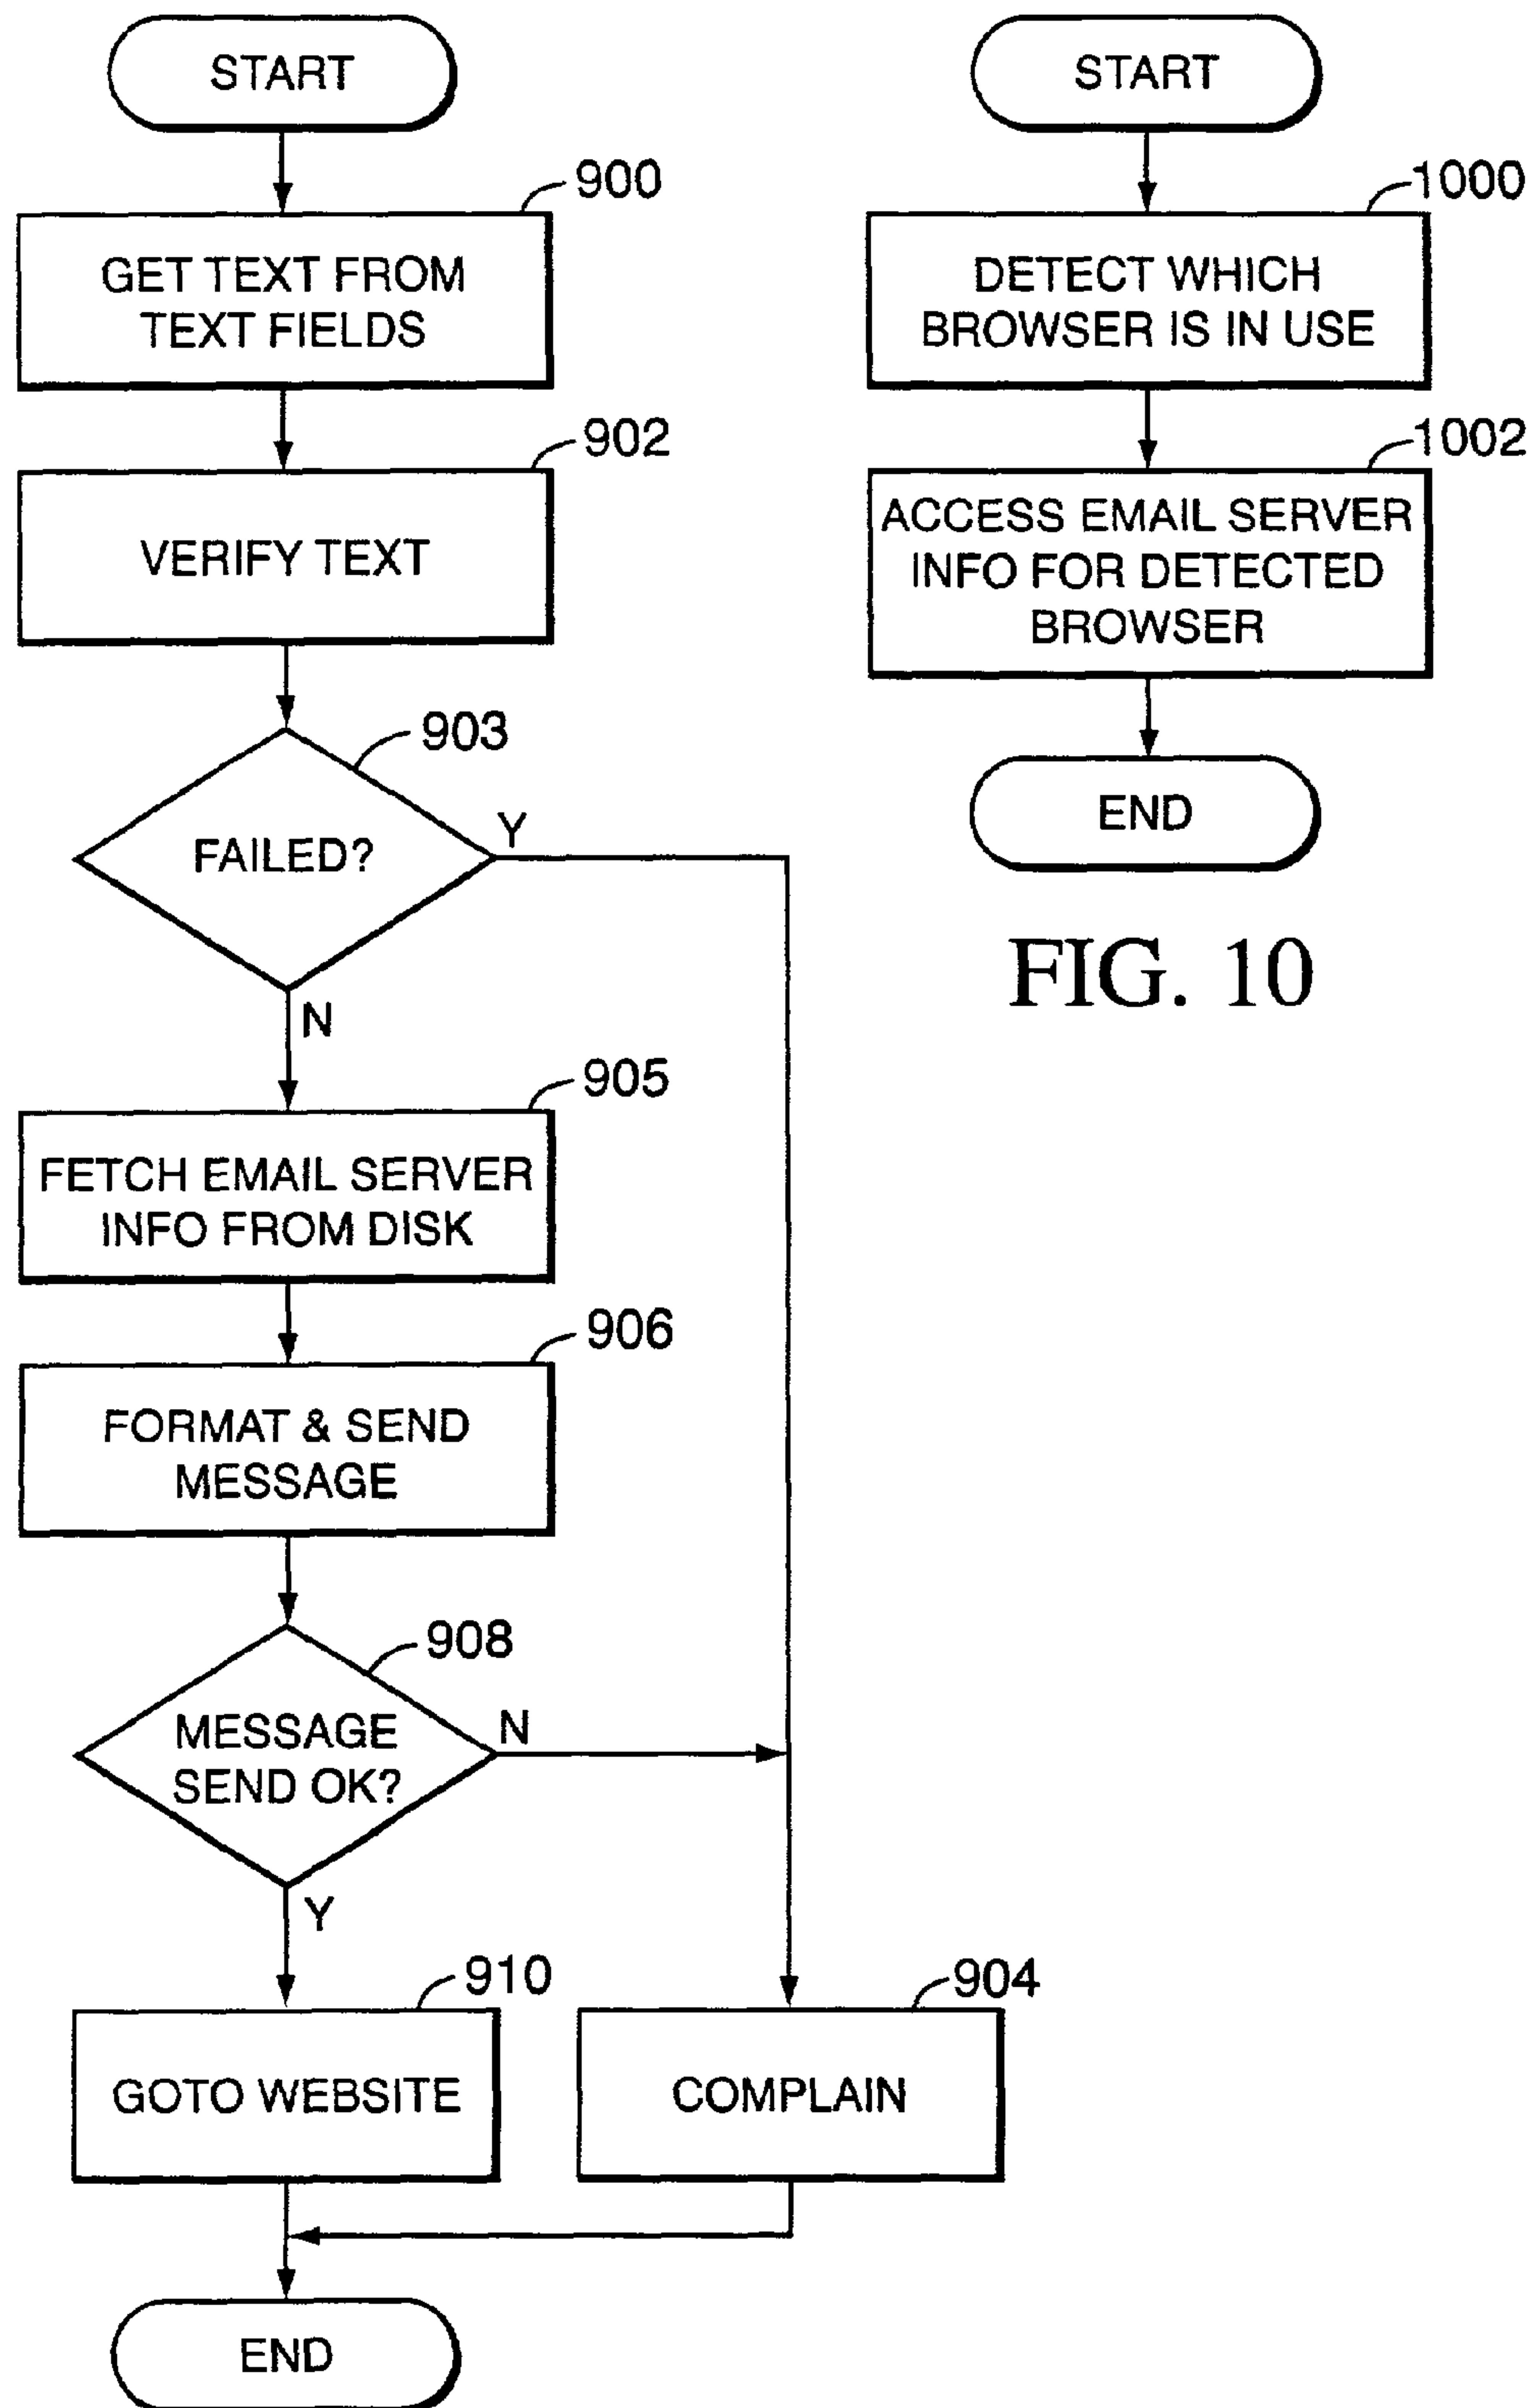 START
900
GET TEXT FROM
TEXT FIELDS
902
VERIFY TEXT
903
FAILED?
Y
N
905
FETCH EMAIL SERVER
INFO FROM DISK
906
FORMAT & SEND
MESSAGE
908
MESSAGE
SEND OK?
N
Y
910
GOTO WEBSITE
904
COMPLAIN
END
START
1000
DETECT WHICH
BROWSER IS IN USE
1002
ACCESS EMAIL SERVER
INFO FOR DETECTED
BROWSER
END
FIG. 10